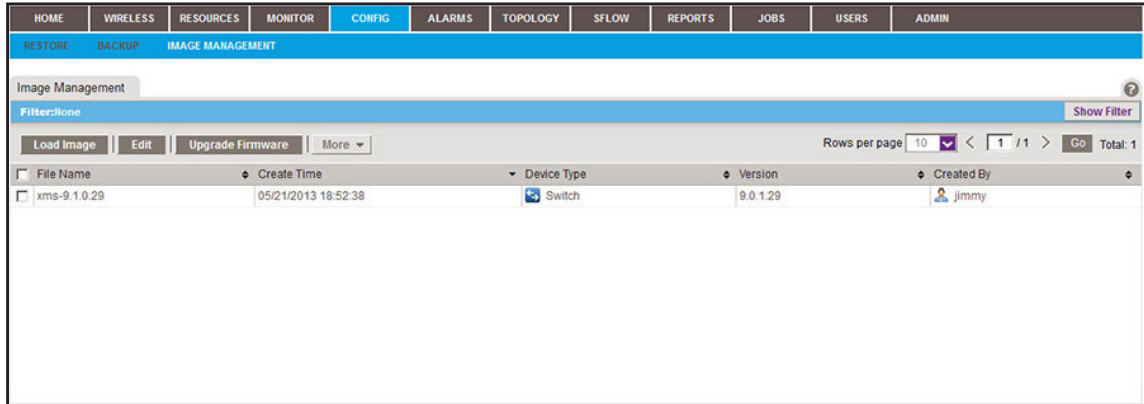 HOME WIRELESS RESOURCES MONITOR CONFIG ALARMS TOPOLOGY SFLOW REPORTS JOBS USERS ADMIN
RESTORE BACKUP IMAGE MANAGEMENT
Image Management
Filter:None Show Filter
Load Image Edit Upgrade Firmware More Rows per page 10 < 1 /1 > Go Total: 1
File Name Create Time Device Type Version Created By
xms-9.1.0.29 05/21/2013 18:52:38 Switch 9.0.1.29 jimmy